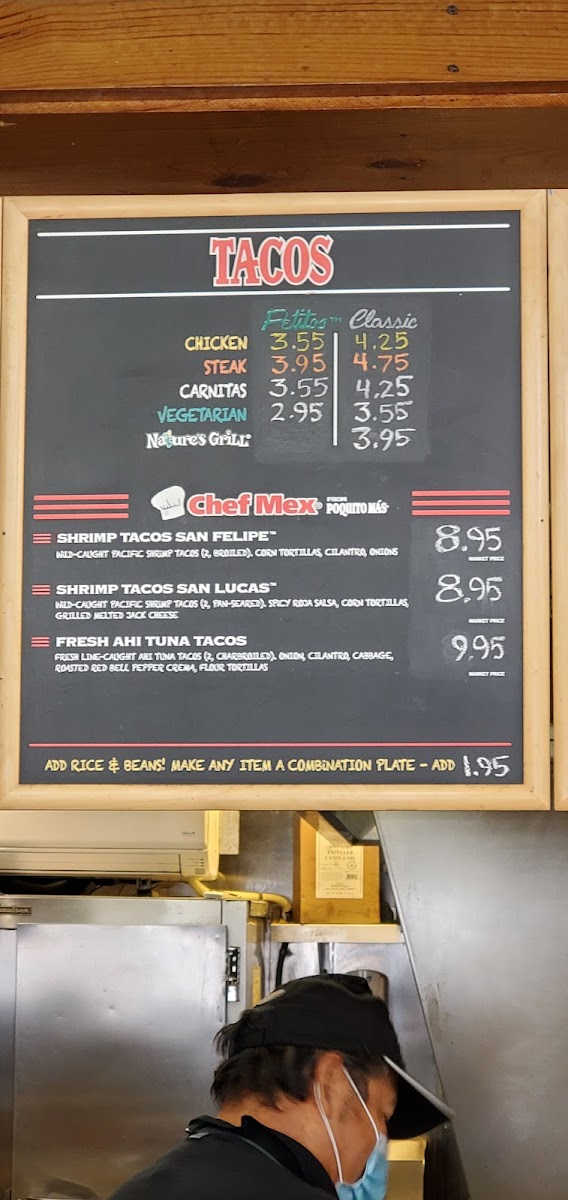 TACOS
Petitos™ Classic
CHICKEN 3.55 4.25
STEAK 3.95 4.75
CARNITAS 3.55 4.25
VEGETARIAN 2.95 3.55
Nature's Grill® 3.95
Chef Mex® FROM POQUITO MÁS®
SHRIMP TACOS SAN FELIPE™ 8.95
WILD-CAUGHT PACIFIC SHRIMP TACOS (2, BROILED). CORN TORTILLAS, CILANTRO, ONIONS
MARKET PRICE
SHRIMP TACOS SAN LUCAS™ 8.95
WILD-CAUGHT PACIFIC SHRIMP TACOS (2, PAN-SEARED). SPICY ROJA SALSA, CORN TORTILLAS,
GRILLED MELTED JACK CHEESE
MARKET PRICE
FRESH AHI TUNA TACOS 9.95
FRESH LINE-CAUGHT AHI TUNA TACOS (2, CHARBROILED). ONION, CILANTRO, CABBAGE,
ROASTED RED BELL PEPPER CREMA, FLOUR TORTILLAS
MARKET PRICE
ADD RICE & BEANS! MAKE ANY ITEM A COMBINATION PLATE - ADD 1.95